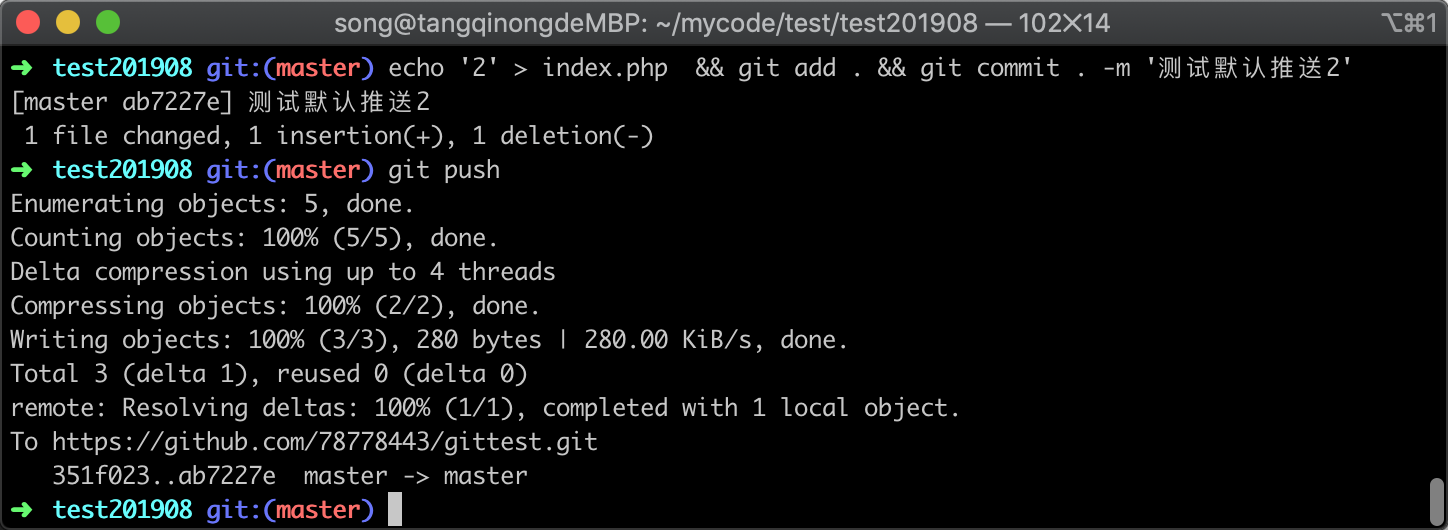 song@tangqinongdeMBP: ~/mycode/test/test201908 — 102×14 ⌥⌘1
➜ test201908 git:(master) echo '2' > index.php  && git add . && git commit . -m '测试默认推送2'
[master ab7227e] 测试默认推送2
 1 file changed, 1 insertion(+), 1 deletion(-)
➜ test201908 git:(master) git push
Enumerating objects: 5, done.
Counting objects: 100% (5/5), done.
Delta compression using up to 4 threads
Compressing objects: 100% (2/2), done.
Writing objects: 100% (3/3), 280 bytes | 280.00 KiB/s, done.
Total 3 (delta 1), reused 0 (delta 0)
remote: Resolving deltas: 100% (1/1), completed with 1 local object.
To https://github.com/78778443/gittest.git
   351f023..ab7227e  master -> master
➜ test201908 git:(master)